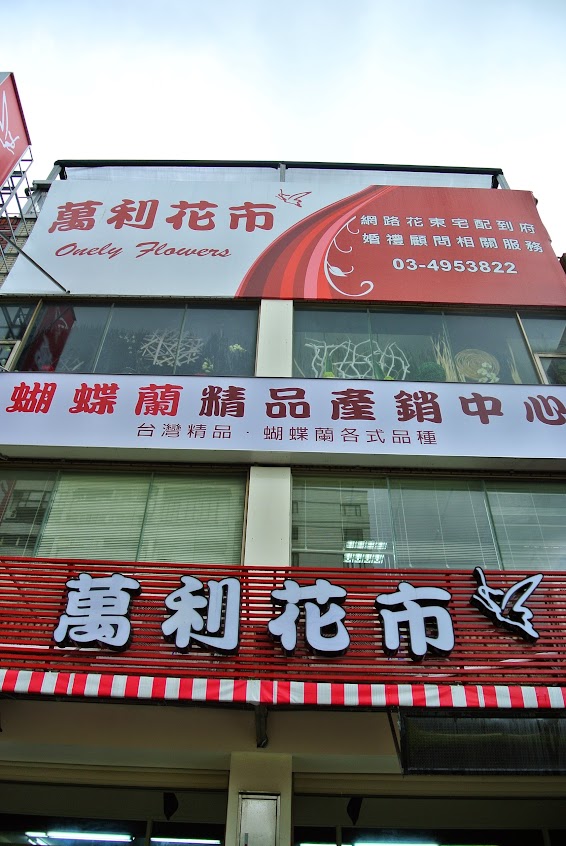 萬利花市
Onely Flowers
網路花束宅配到府
婚禮顧問相關服務
03-4953822
蝴蝶蘭精品產銷中心
台灣精品·蝴蝶蘭各式品種
萬利花市